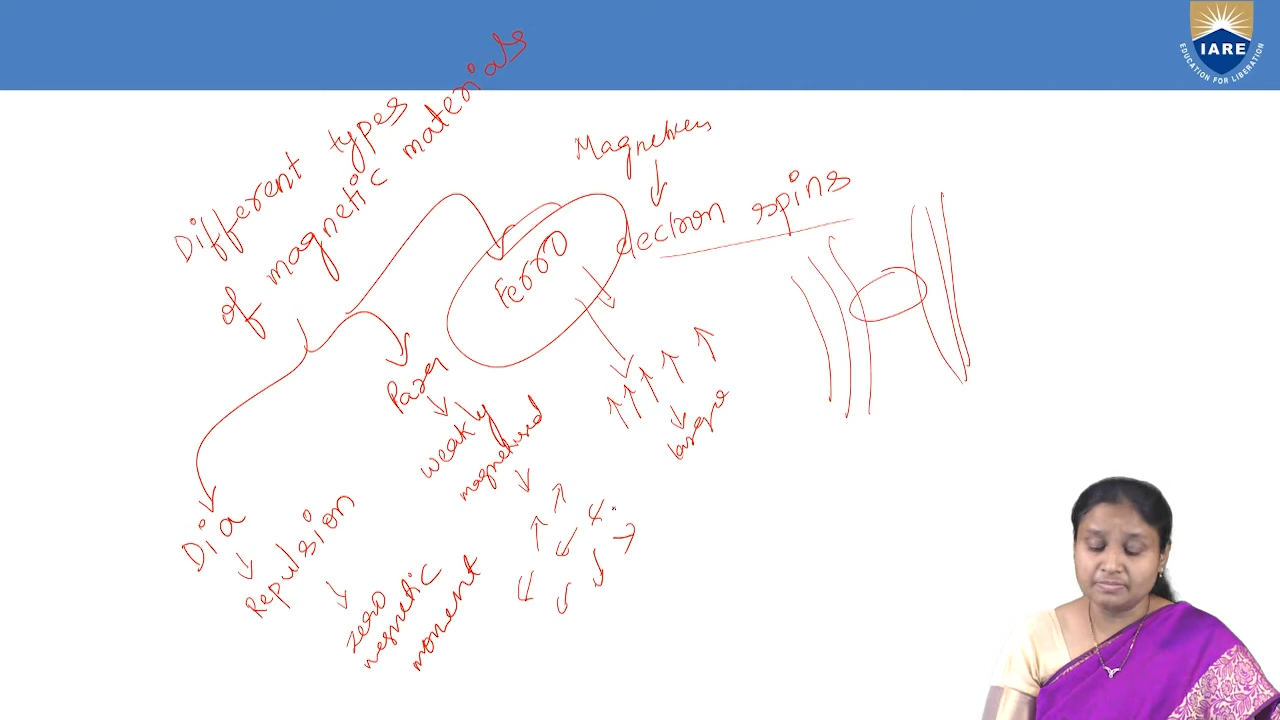 IARE
EDUCATION FOR LIBERATION
Different types
of magnetic materials
Magnetism
electron spins
Ferro
Para
weakly
magnetised
large
Dia
Repulsion
zero
magnetic
moment